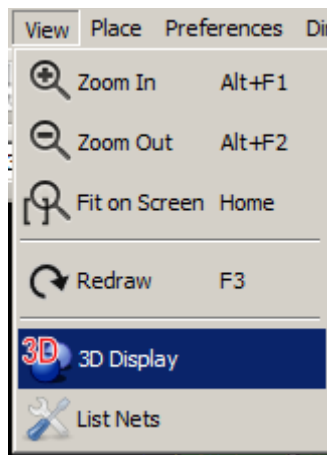 View Place Preferences Di
Zoom In Alt+F1
Zoom Out Alt+F2
Fit on Screen Home
Redraw F3
3D 3D Display
List Nets